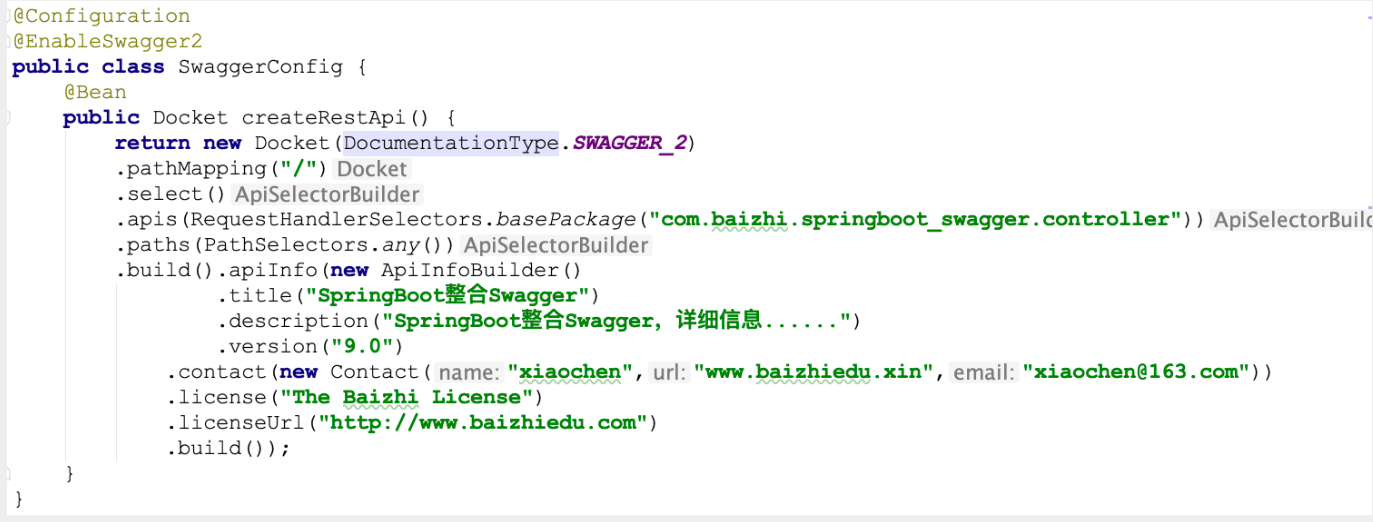 @Configuration
@EnableSwagger2
public class SwaggerConfig {
    @Bean
    public Docket createRestApi() {
        return new Docket(DocumentationType.SWAGGER_2)
        .pathMapping("/") Docket
        .select() ApiSelectorBuilder
        .apis(RequestHandlerSelectors.basePackage("com.baizhi.springboot_swagger.controller")) ApiSelectorBuil
        .paths(PathSelectors.any()) ApiSelectorBuilder
        .build().apiInfo(new ApiInfoBuilder()
                .title("SpringBoot整合Swagger")
                .description("SpringBoot整合Swagger，详细信息......")
                .version("9.0")
            .contact(new Contact( name: "xiaochen", url: "www.baizhiedu.xin", email: "xiaochen@163.com"))
            .license("The Baizhi License")
            .licenseUrl("http://www.baizhiedu.com")
            .build());
    }
}